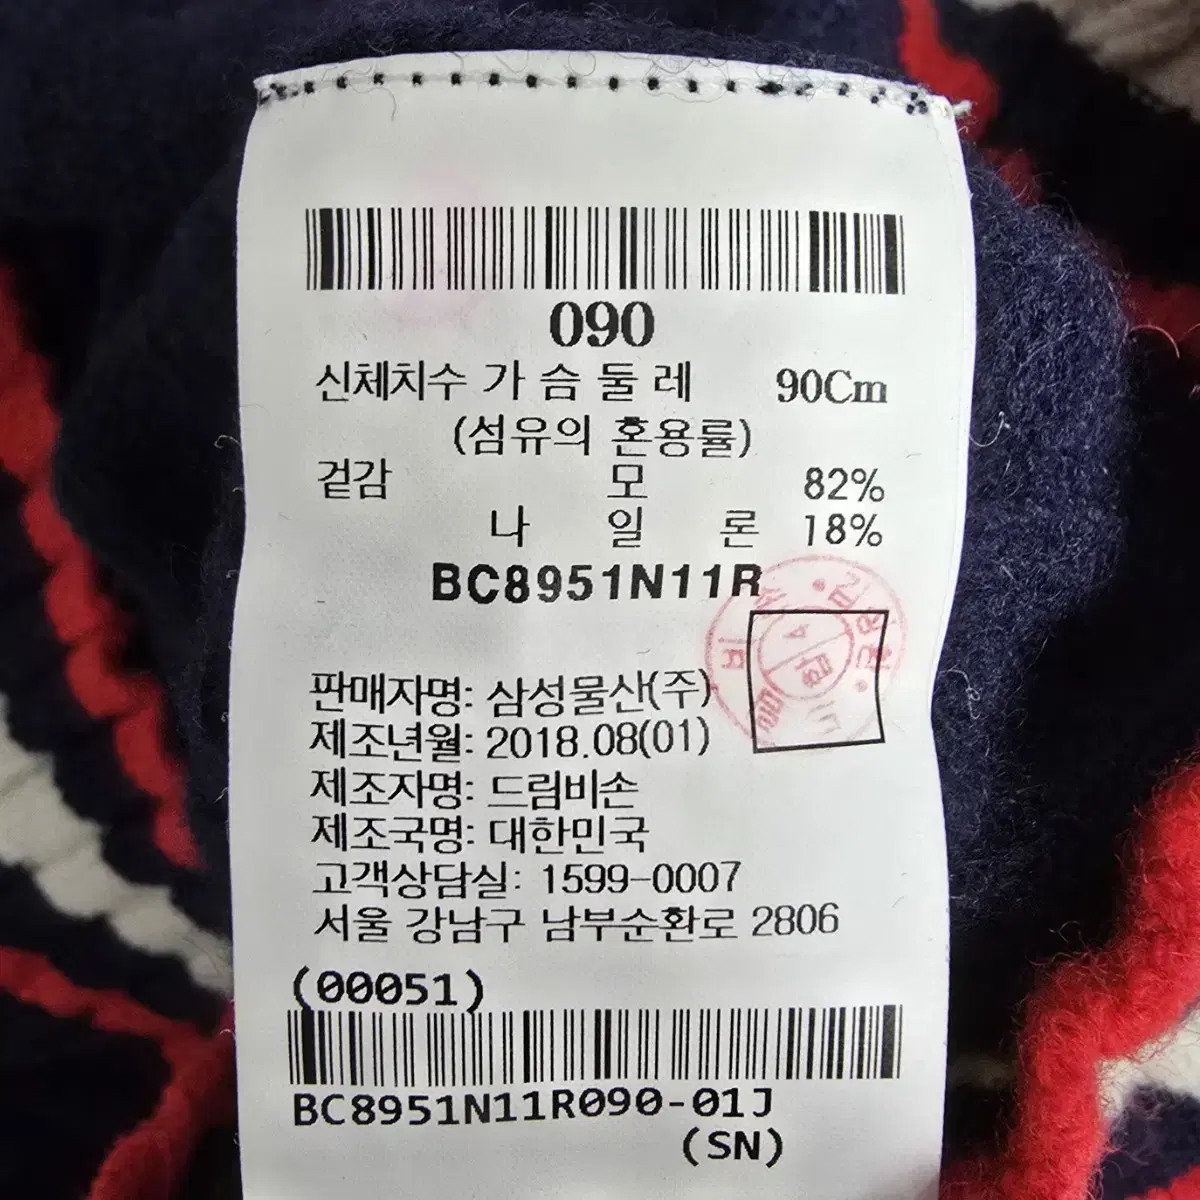 090
신체치수 가 슴 둘 레 90Cm
(섬유의 혼용률)
겉감 모 82%
나 일 론 18%
BC8951N11R
판매자명: 삼성물산(주)
제조년월: 2018.08(01)
제조자명: 드림비손
제조국명: 대한민국
고객상담실: 1599-0007
서울 강남구 남부순환로 2806
(00051)
BC8951N11R090-01J
(SN)